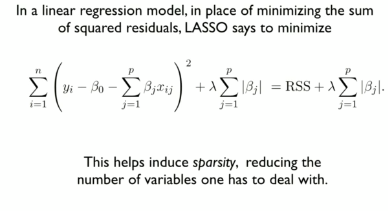 In a linear regression model, in place of minimizing the sum
of squared residuals, LASSO says to minimize
$$\sum_{i=1}^{n} \left( y_i - \beta_0 - \sum_{j=1}^{p} \beta_j x_{ij} \right)^2 + \lambda \sum_{j=1}^{p} |\beta_j| = \text{RSS} + \lambda \sum_{j=1}^{p} |\beta_j|.$$
This helps induce sparsity, reducing the
number of variables one has to deal with.